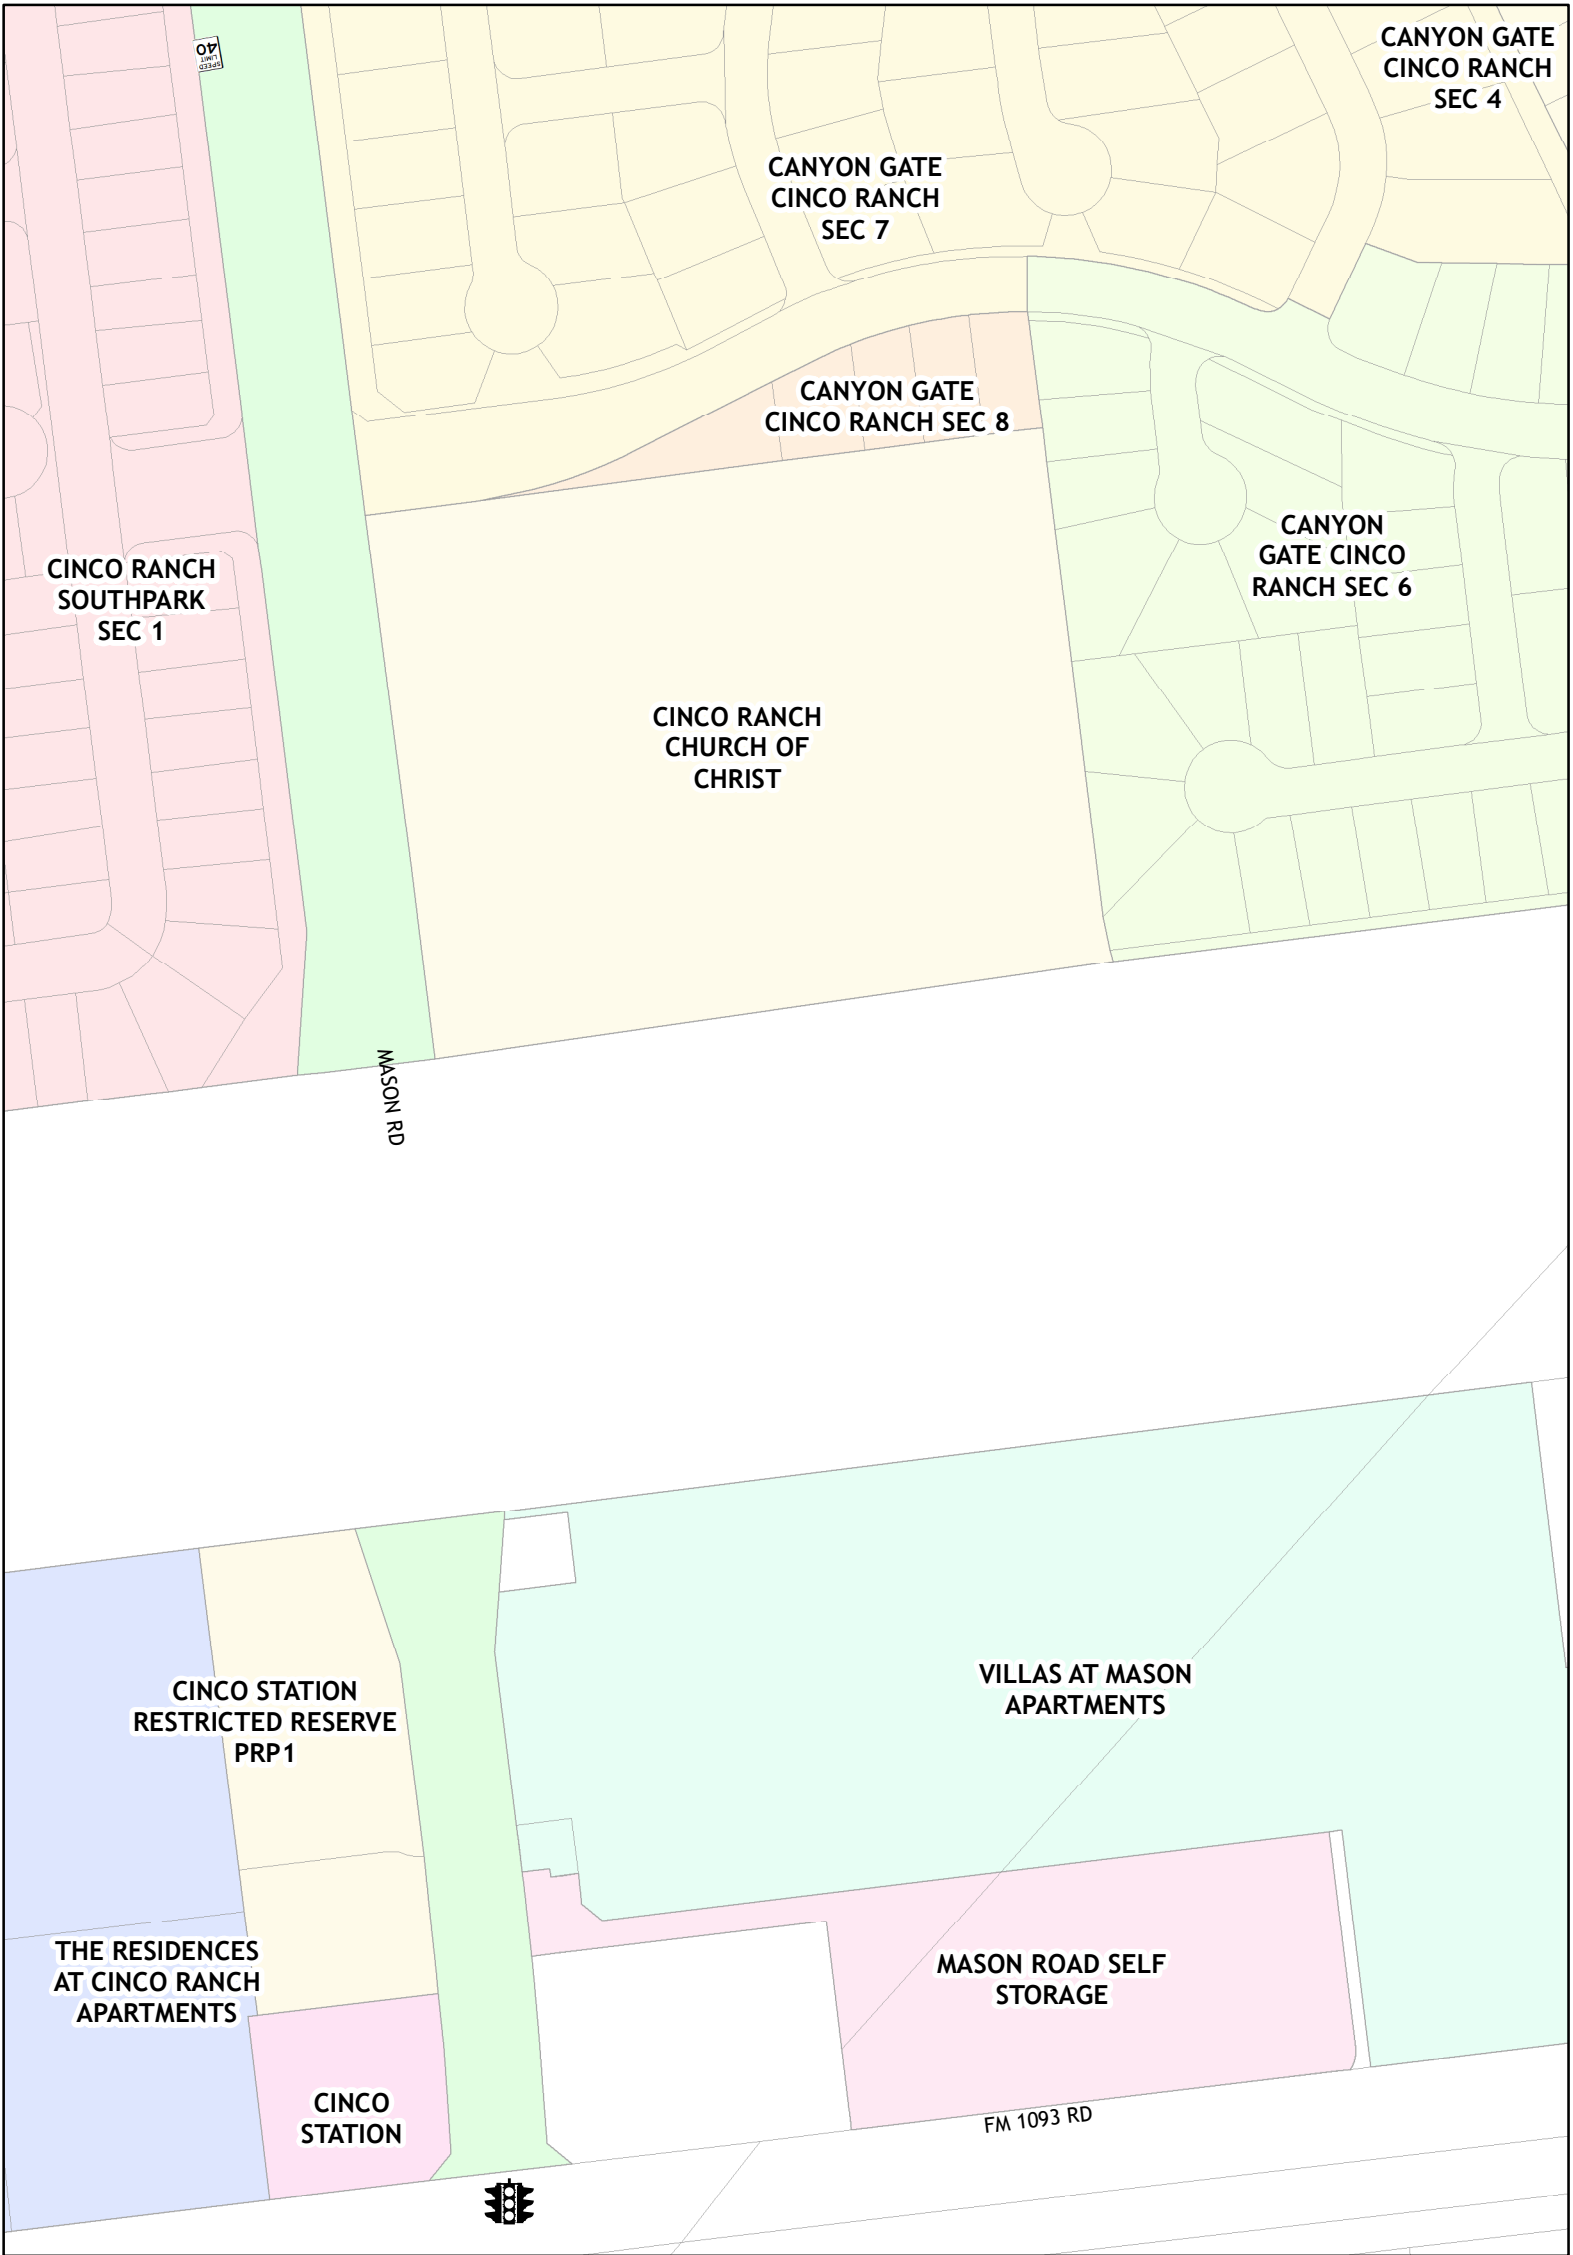 CANYON GATE
CINCO RANCH
SEC 4
SPEED
LIMIT
40
CANYON GATE
CINCO RANCH
SEC 7
CANYON GATE
CINCO RANCH SEC 8
CANYON
GATE CINCO
RANCH SEC 6
CINCO RANCH
SOUTHPARK
SEC 1
CINCO RANCH
CHURCH OF
CHRIST
MASON RD
CINCO STATION
RESTRICTED RESERVE
PRP1
VILLAS AT MASON
APARTMENTS
THE RESIDENCES
AT CINCO RANCH
APARTMENTS
MASON ROAD SELF
STORAGE
CINCO
STATION
FM 1093 RD